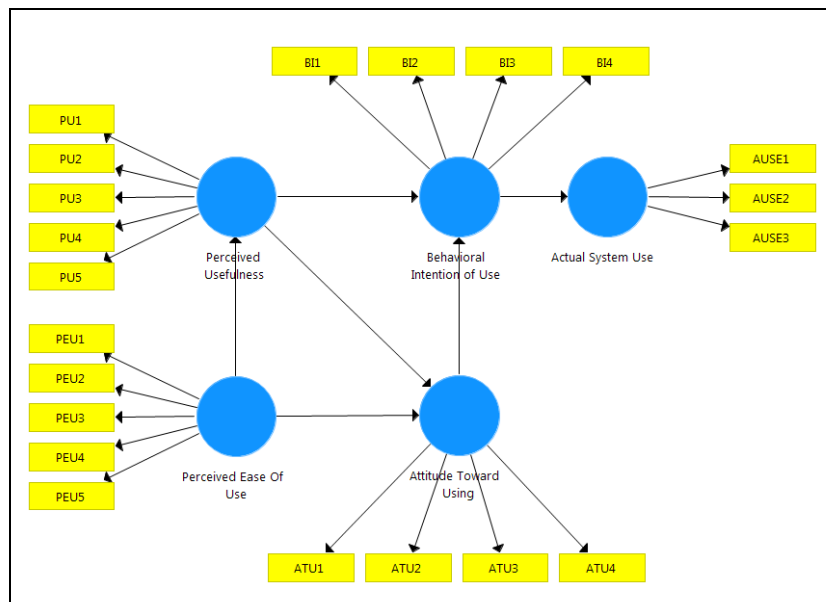 BI1
BI2
BI3
BI4
PU1
PU2
PU3
PU4
PU5
Perceived
Usefulness
Behavioral
Intention of Use
Actual System Use
AUSE1
AUSE2
AUSE3
PEU1
PEU2
PEU3
PEU4
PEU5
Perceived Ease Of
Use
Attitude Toward
Using
ATU1
ATU2
ATU3
ATU4